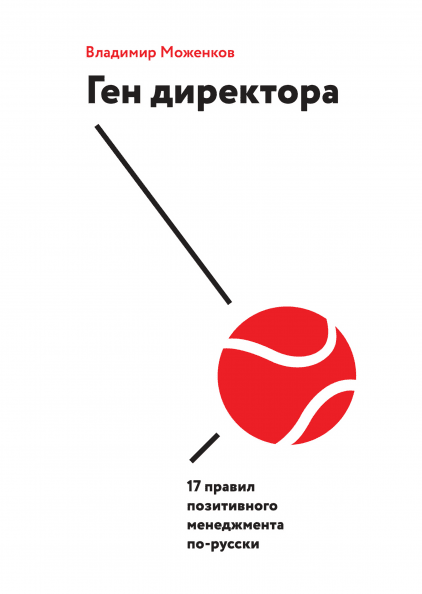 Владимир Моженков
Ген директора
17 правил
позитивного
менеджмента
по-русски